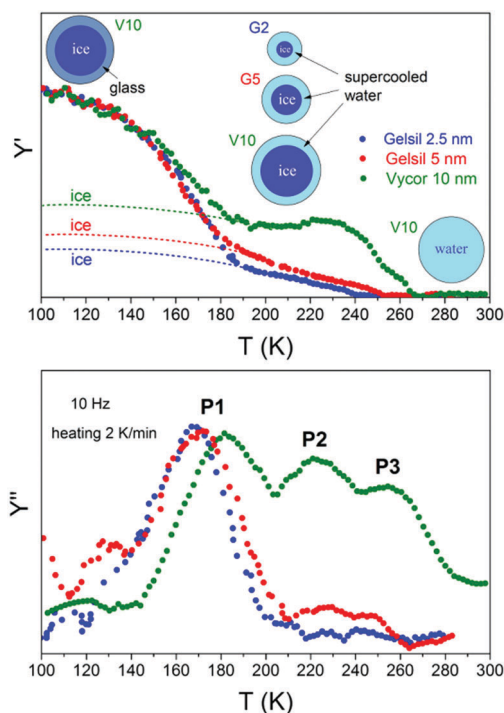 V10
ice
glass
G2
ice
G5
ice
V10
ice
supercooled
water
Gelsil 2.5 nm
Gelsil 5 nm
Vycor 10 nm
V10
water
ice
ice
ice
Y'
100 120 140 160 180 200 220 240 260 280 300
T (K)
10 Hz
heating 2 K/min
P1
P2
P3
Y''
100 120 140 160 180 200 220 240 260 280 300
T (K)